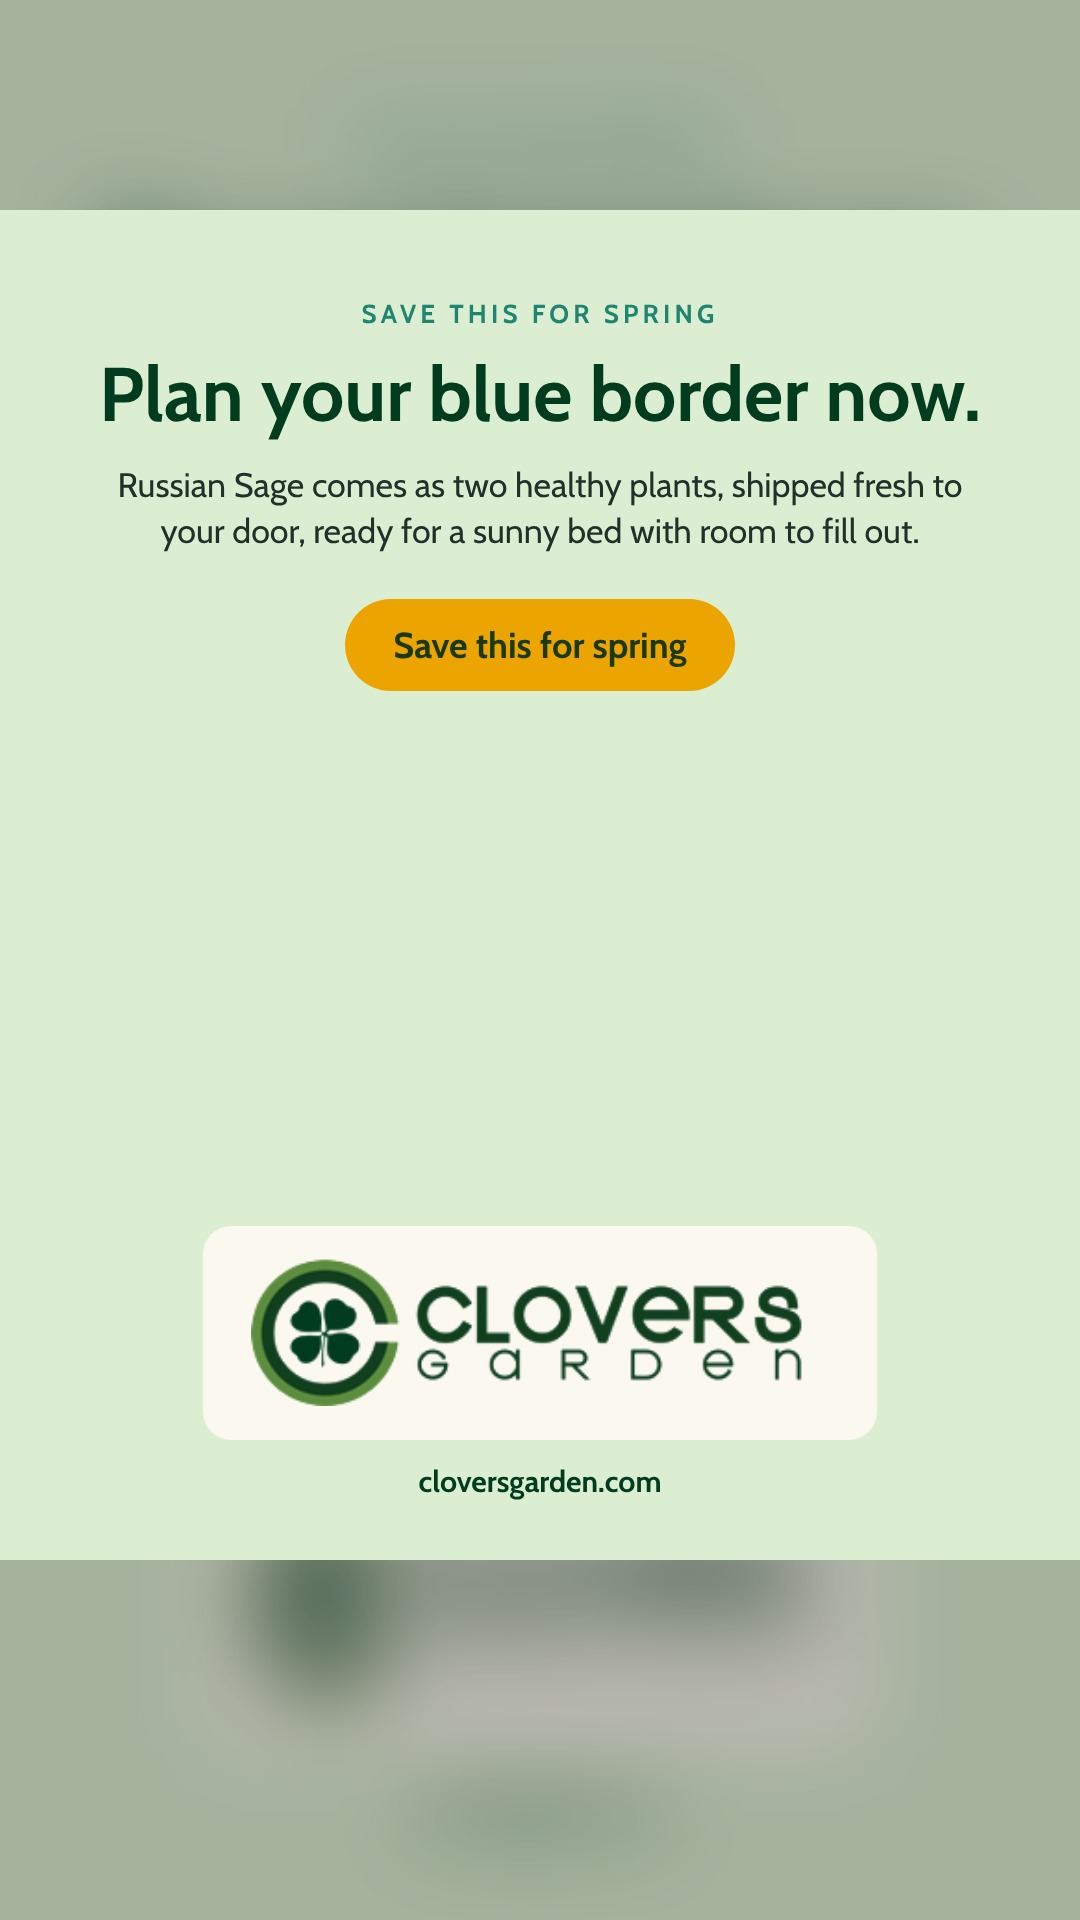 SAVE THIS FOR SPRING
Plan your blue border now.
Russian Sage comes as two healthy plants, shipped fresh to
your door, ready for a sunny bed with room to fill out.
Save this for spring
CLOVERS
GARDEN
cloversgarden.com